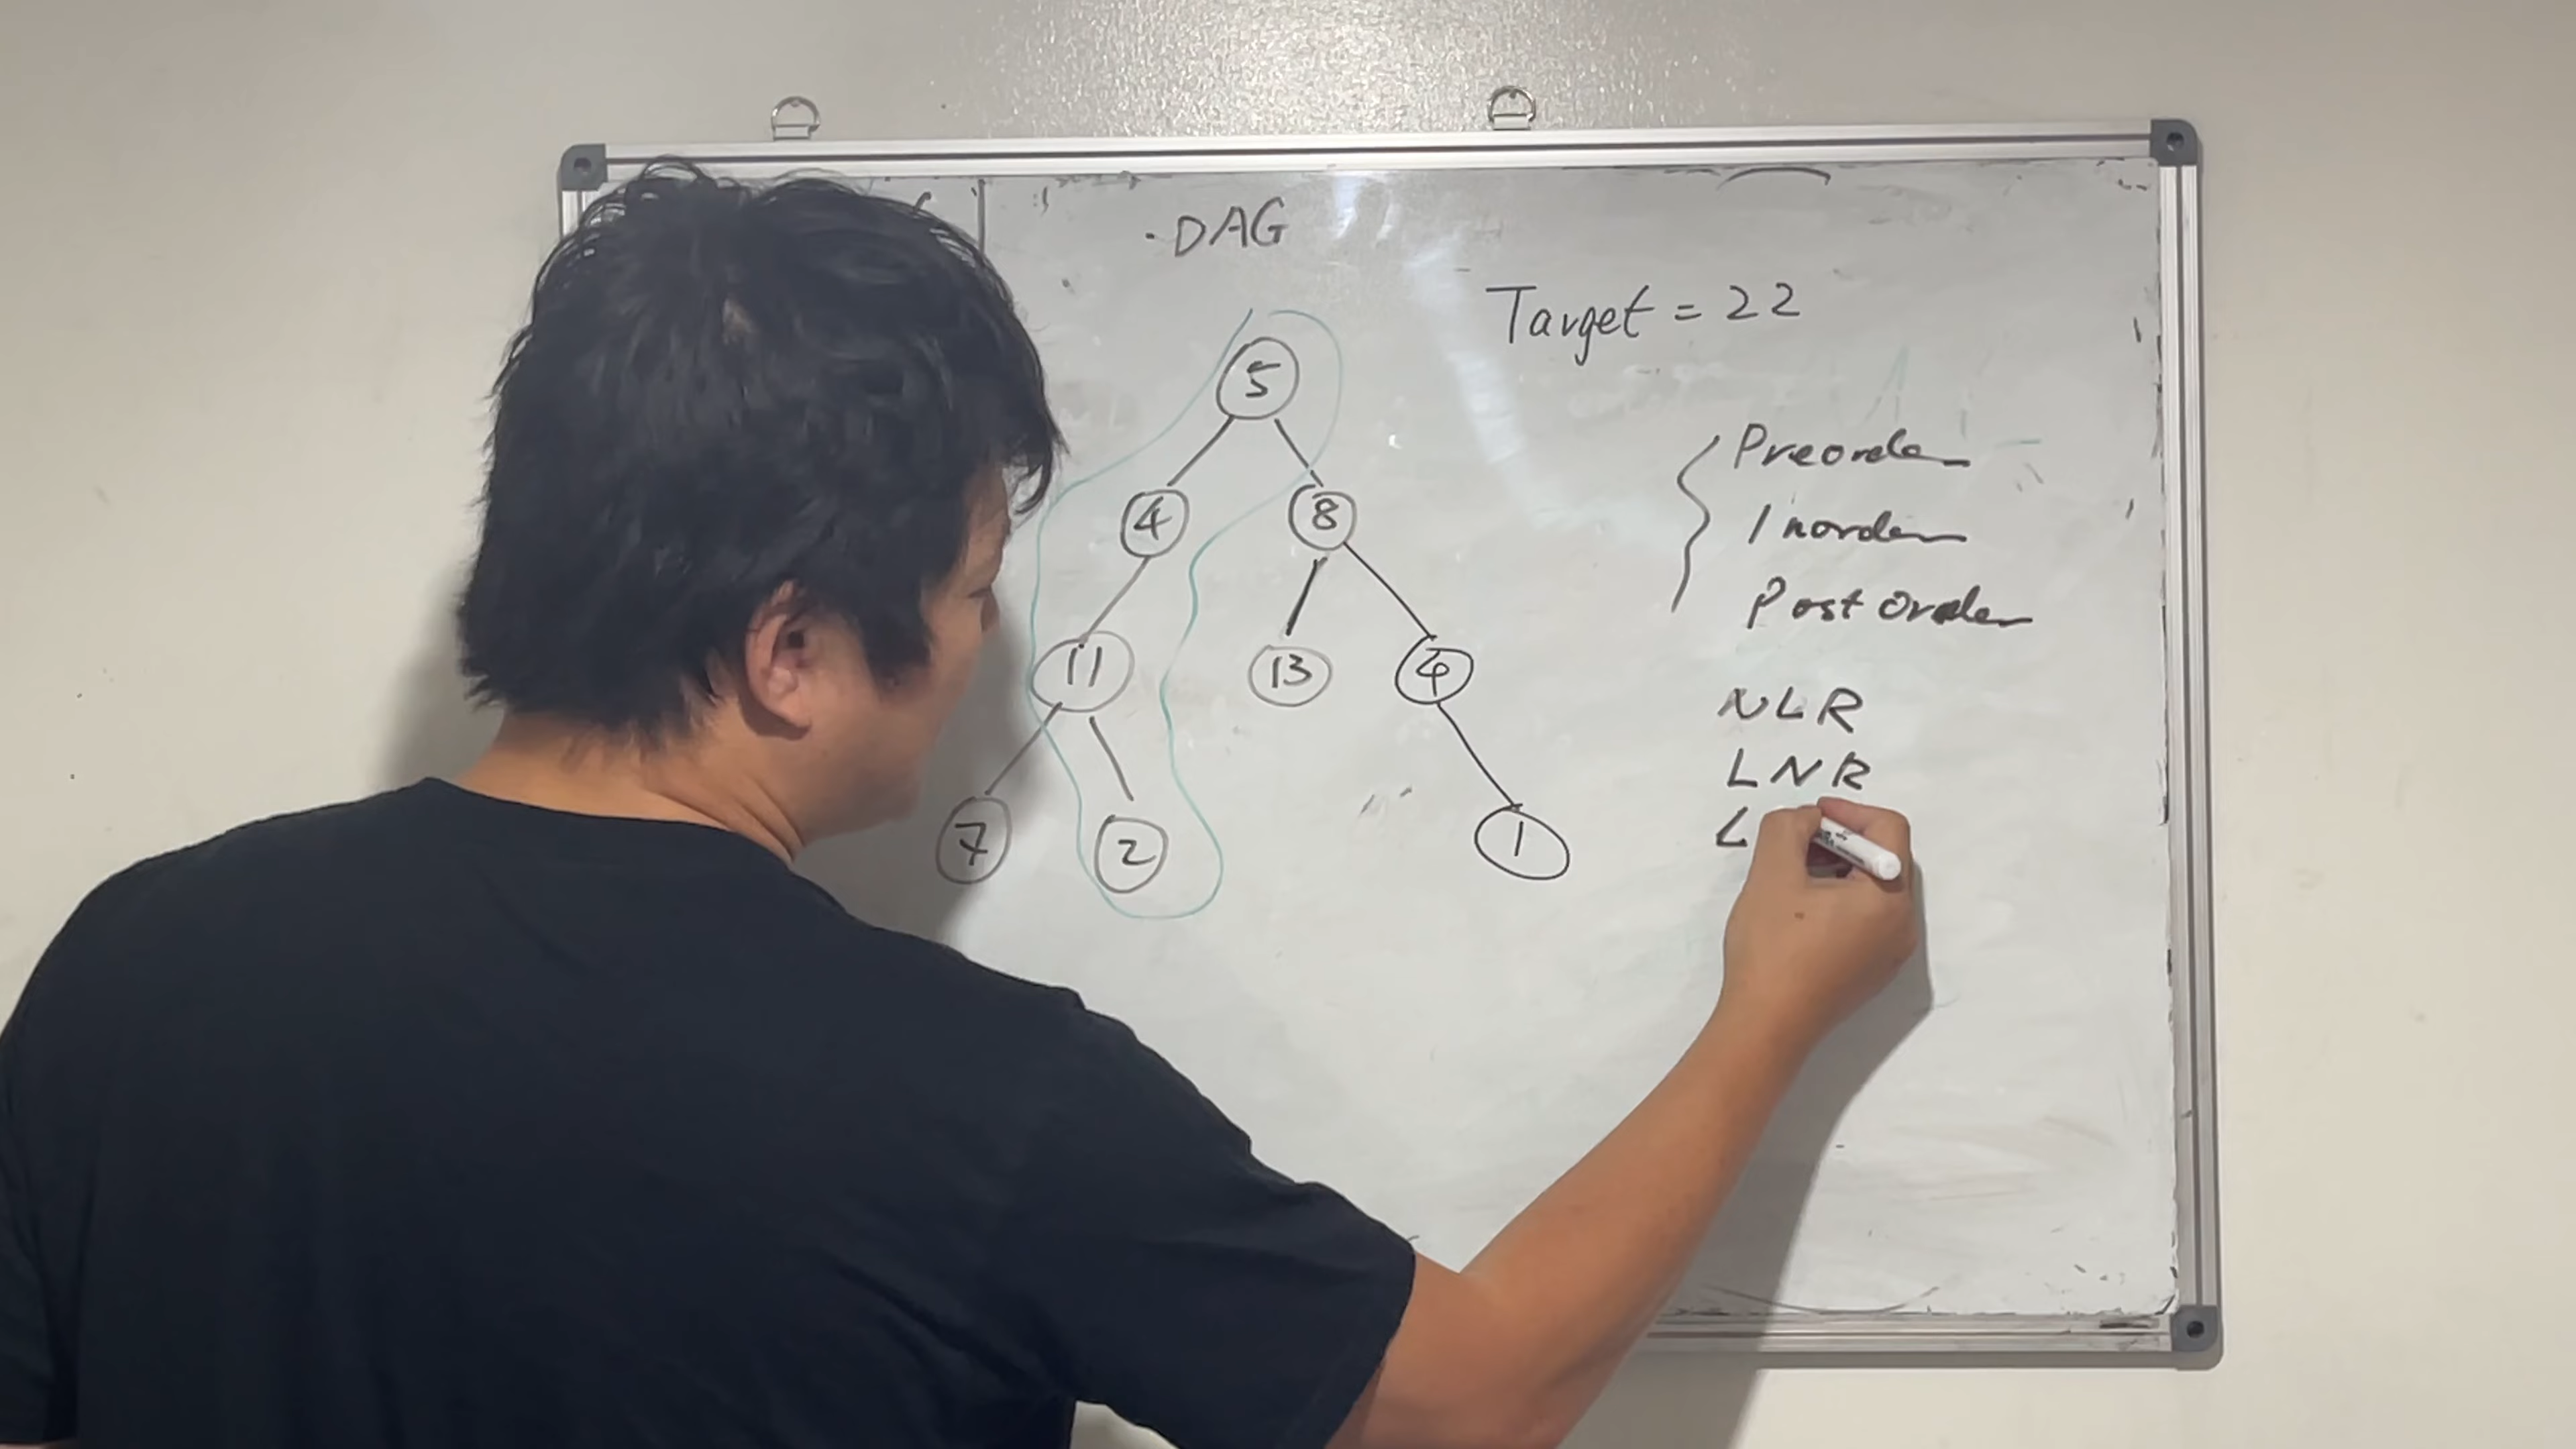 · DAG
Target = 22
5
4 8
11 13 4
7 2 1
Preorder
Inorder
Postorder
NLR
LNR
L